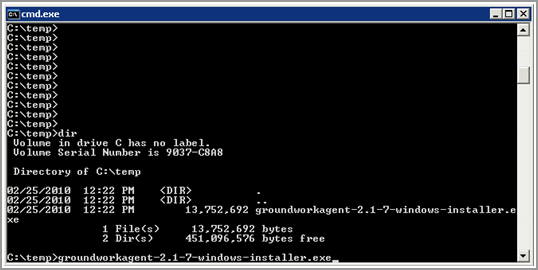 cmd.exe
C:\temp>
C:\temp>
C:\temp>
C:\temp>
C:\temp>
C:\temp>
C:\temp>
C:\temp>
C:\temp>
C:\temp>
C:\temp>
C:\temp>dir
Volume in drive C has no label.
Volume Serial Number is 9037-C8A8
Directory of C:\temp
02/25/2010  12:22 PM    <DIR>          .
02/25/2010  12:22 PM    <DIR>          ..
02/25/2010  12:22 PM        13,752,692 groundworkagent-2.1-7-windows-installer.e
xe
1 File(s)     13,752,692 bytes
2 Dir(s)     451,096,576 bytes free
C:\temp>groundworkagent-2.1-7-windows-installer.exe_